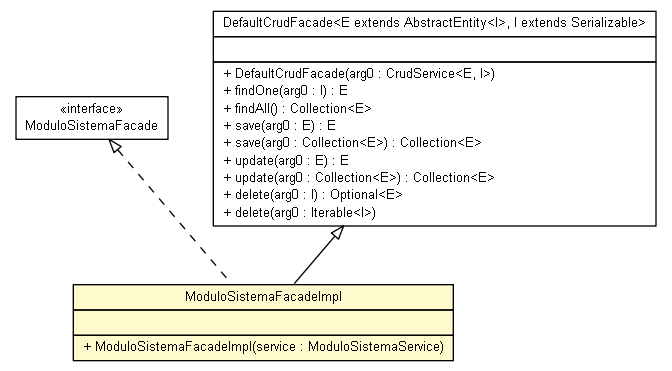 DefaultCrudFacade<E extends AbstractEntity<I>, I extends Serializable>
+ DefaultCrudFacade(arg0 : CrudService<E, I>)
+ findOne(arg0 : I) : E
+ findAll() : Collection<E>
+ save(arg0 : E) : E
+ save(arg0 : Collection<E>) : Collection<E>
+ update(arg0 : E) : E
+ update(arg0 : Collection<E>) : Collection<E>
+ delete(arg0 : I) : Optional<E>
+ delete(arg0 : Iterable<I>)
«interface»
ModuloSistemaFacade
ModuloSistemaFacadeImpl
+ ModuloSistemaFacadeImpl(service : ModuloSistemaService)